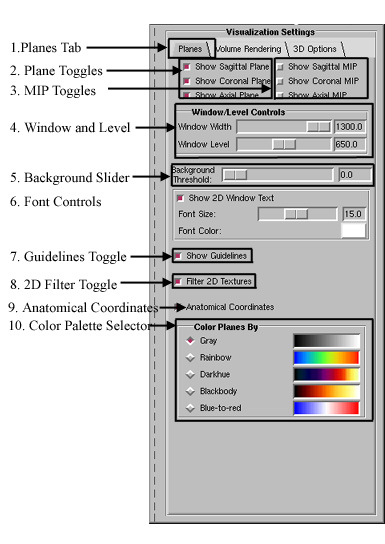 Visualization Settings
1.Planes Tab
Planes
Volume Rendering
3D Options
2. Plane Toggles
Show Sagittal Plane
Show Sagittal MIP
Show Coronal Plane
Show Coronal MIP
3. MIP Toggles
Show Axial Plane
Show Axial MIP
Window/Level Controls
4. Window and Level
Window Width
1300.0
Window Level
650.0
5. Background Slider
Background
Threshold:
0.0
6. Font Controls
Show 2D Window Text
Font Size:
15.0
Font Color:
7. Guidelines Toggle
Show Guidelines
8. 2D Filter Toggle
Filter 2D Textures
9. Anatomical Coordinates
Anatomical Coordinates
10. Color Palette Selector
Color Planes By
Gray
Rainbow
Darkhue
Blackbody
Blue-to-red